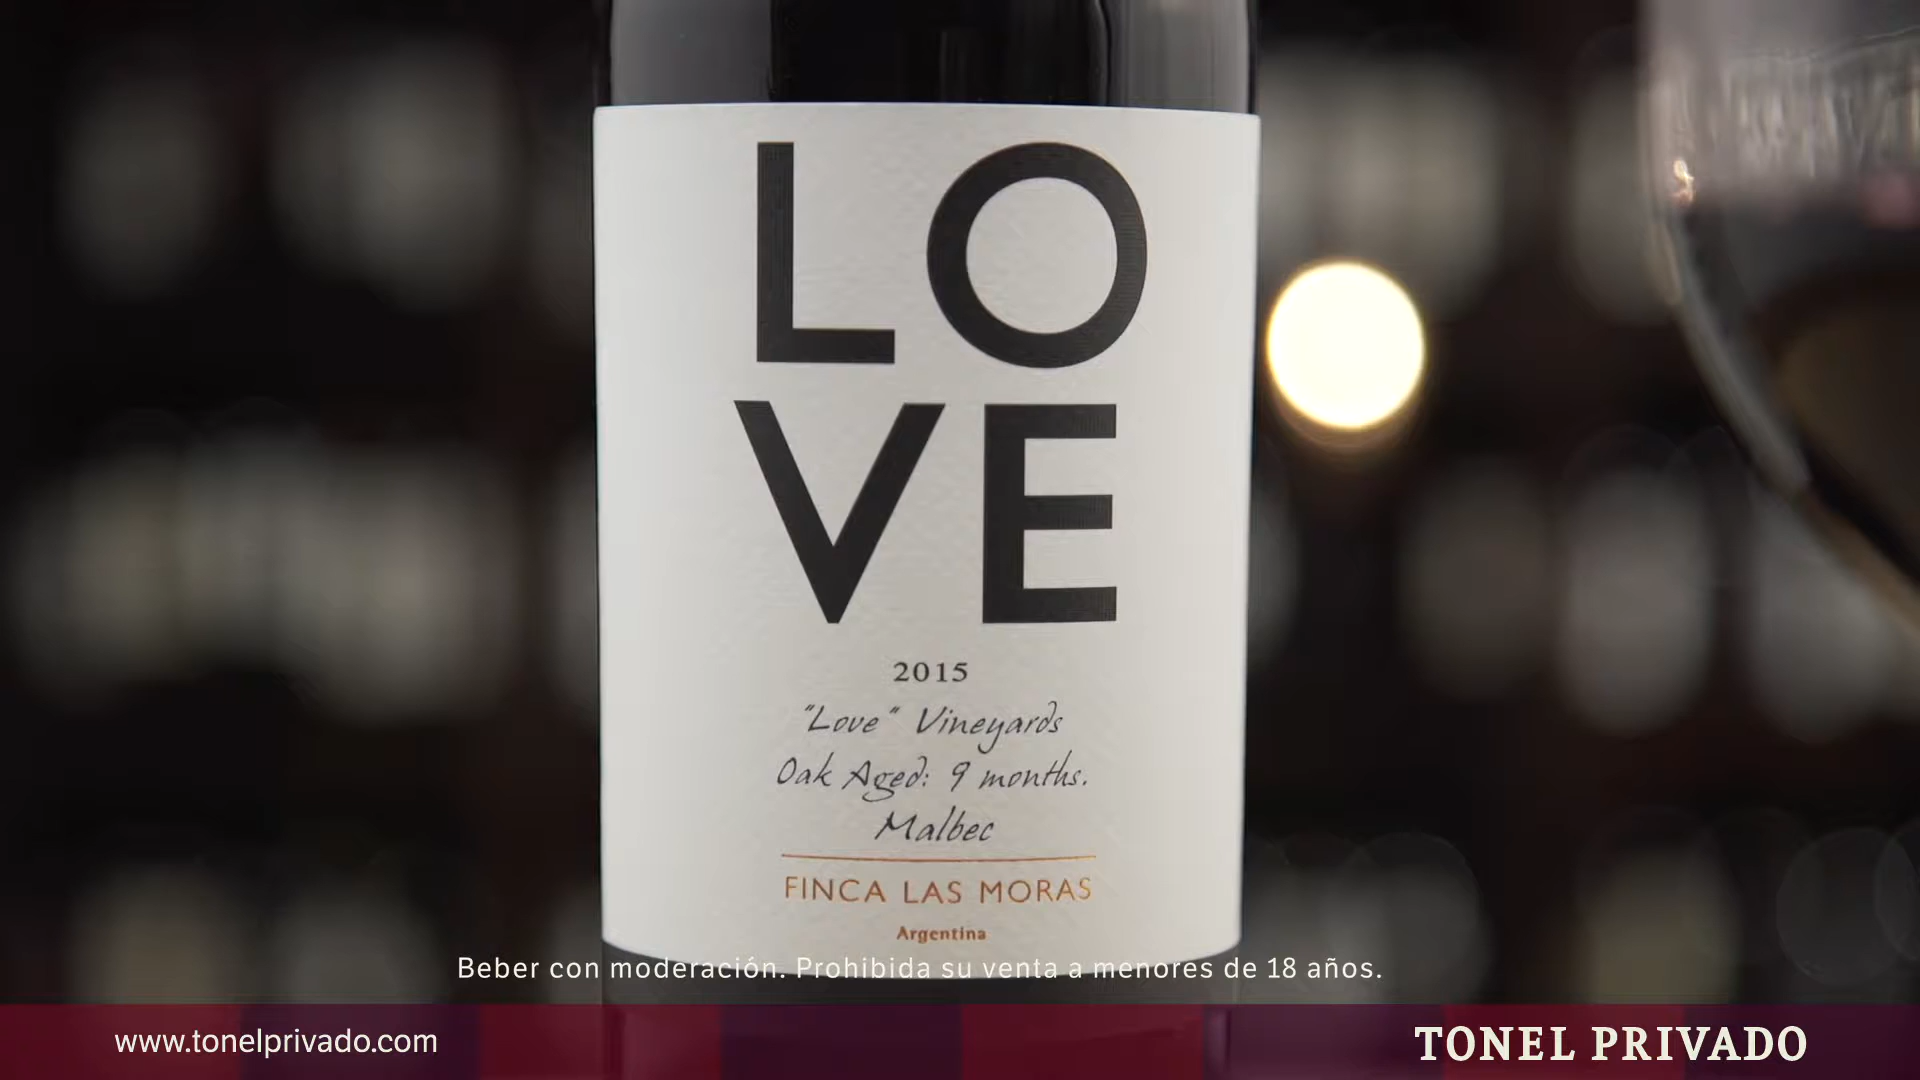 LO
VE
2015
"Love" Vineyards
Oak Aged: 9 months.
Malbec
FINCA LAS MORAS
Argentina
Beber con moderación. Prohibida su venta a menores de 18 años.
www.tonelprivado.com
TONEL PRIVADO